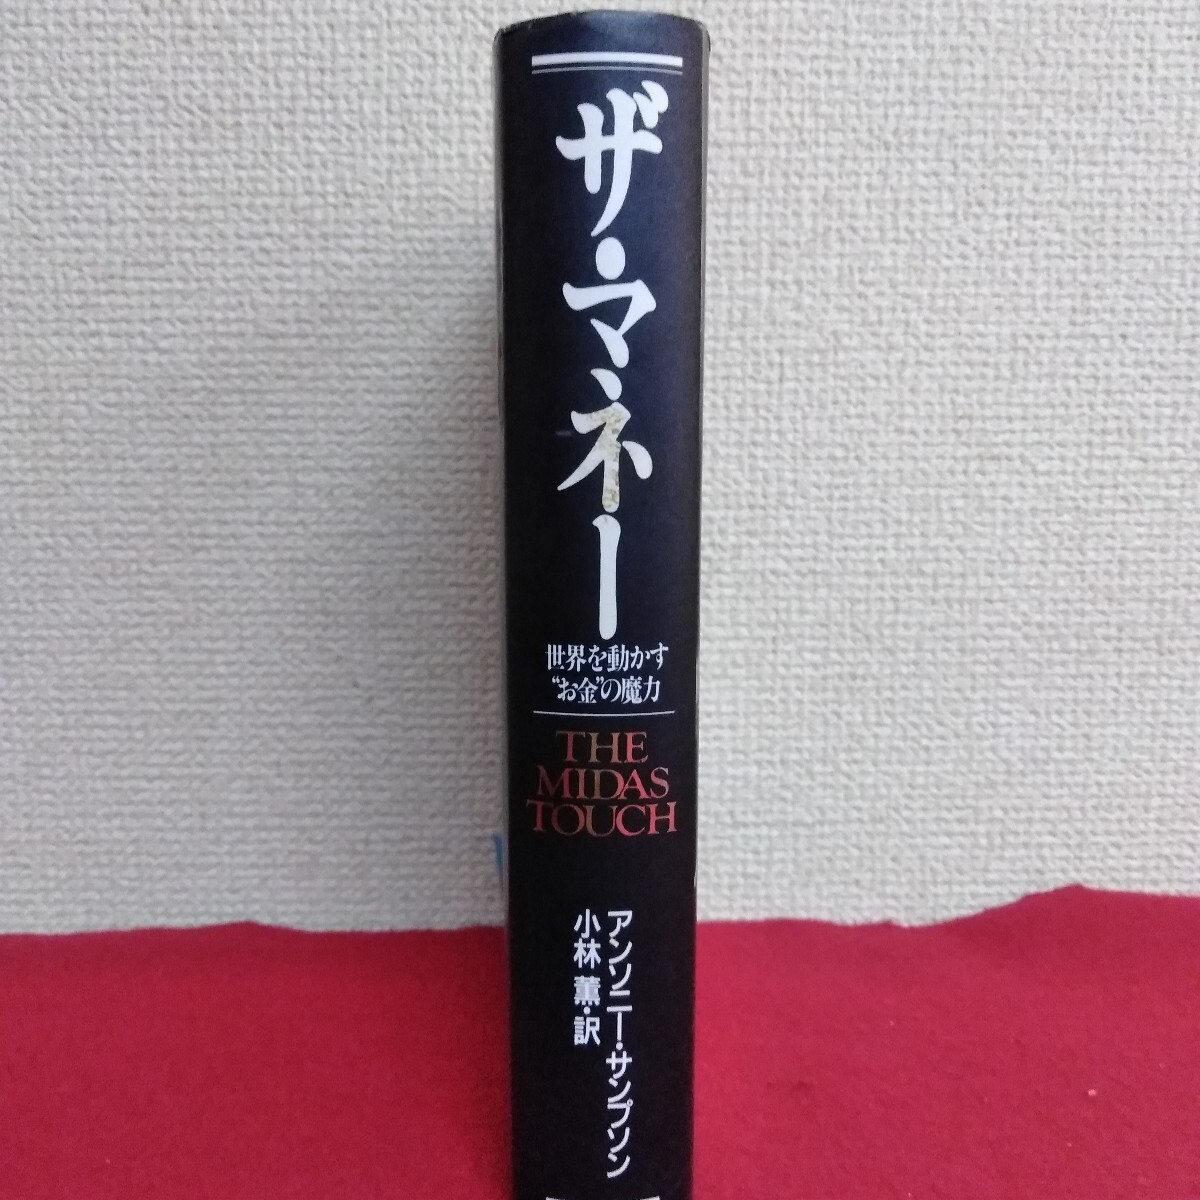 ザ・マネー
世界を動かす
“お金”の魔力
THE
MIDAS
TOUCH
アンソニー・サンプソン
小林 薫・訳